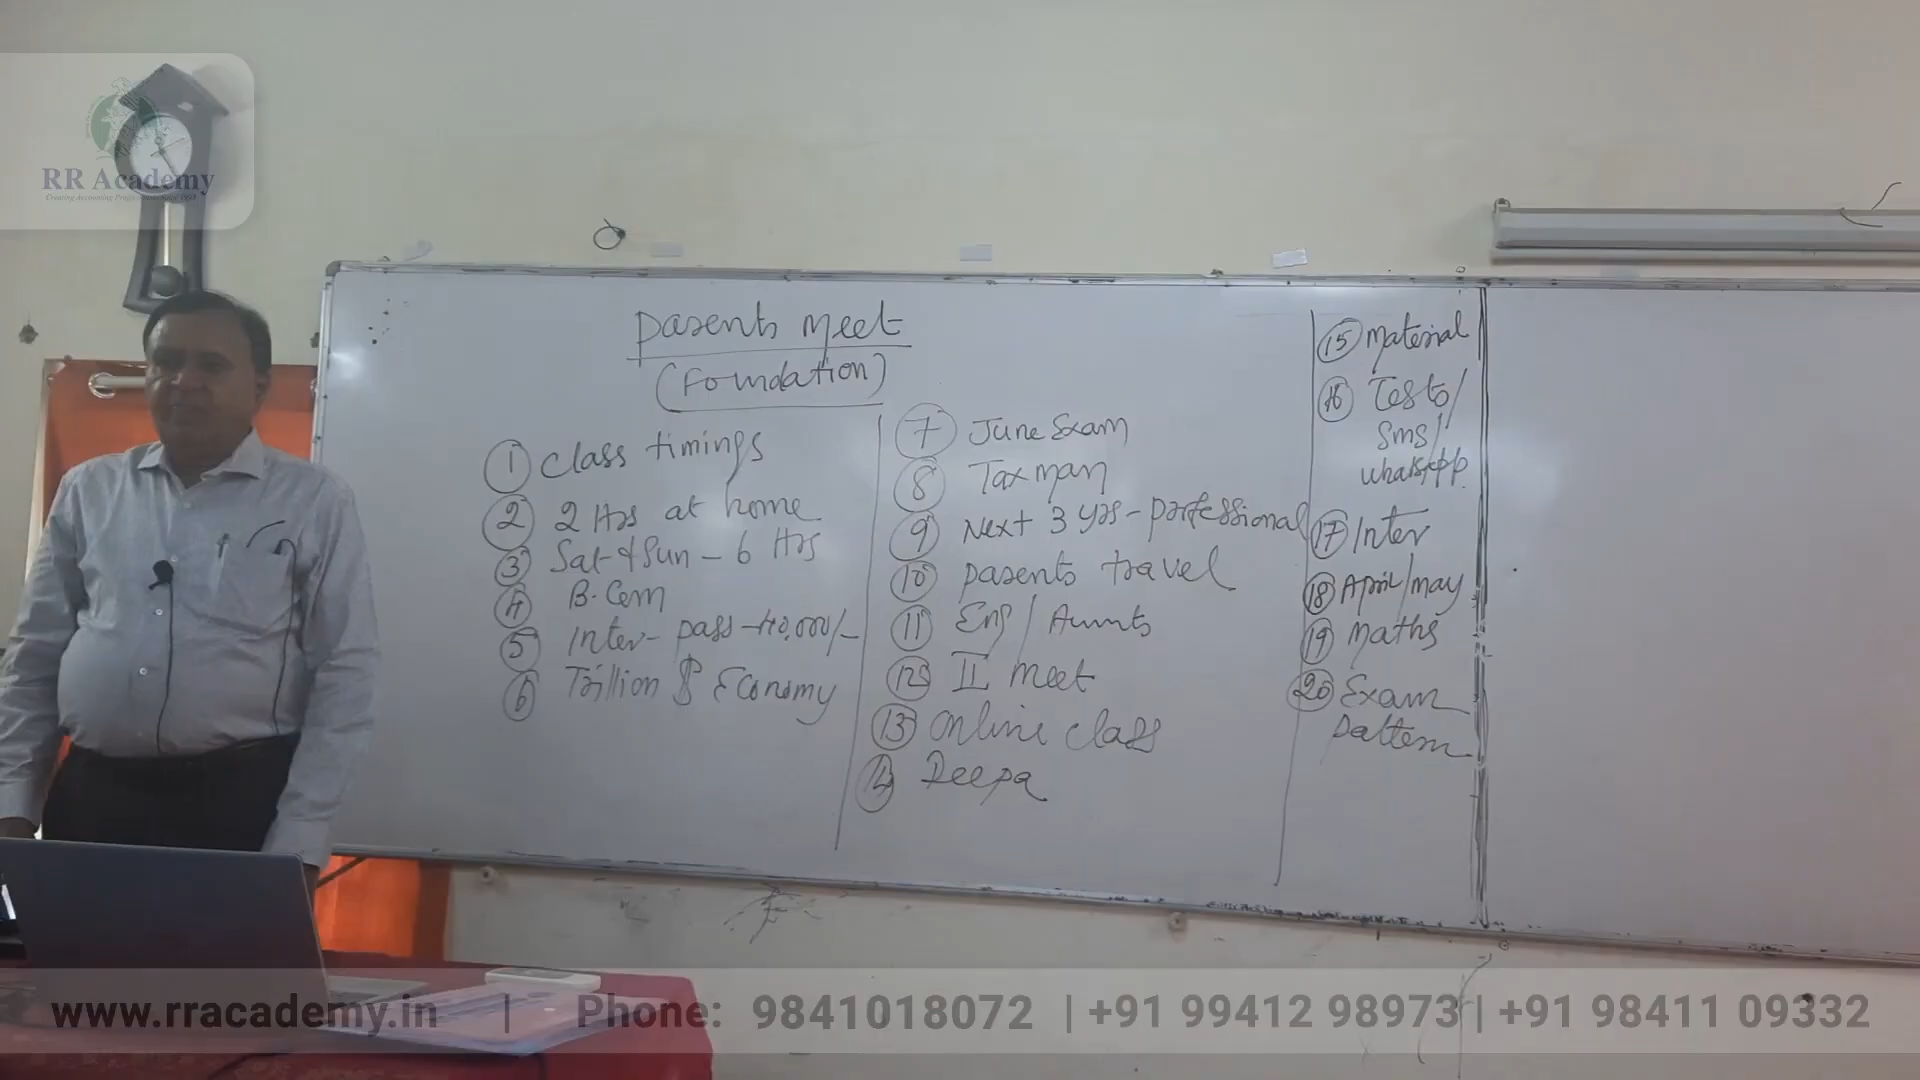 RR Academy
Parents Meet
(Foundation)
1 Class timings
2 2 Hrs at home
3 Sat & Sun - 6 Hrs
4 B.Com
5 Inter - pass - 40,000/-
6 Trillion $ Economy
7 June Exam
8 Taxman
9 Next 3 yrs - professional
10 parents travel
11 Eng / Aunts
12 II meet
13 Online class
14 Deepa
15 Material
16 Tests/
Sms/
WhatsApp.
17 Inter
18 April/may
19 Maths
20 Exam
pattern
www.rracademy.in | Phone: 9841018072 | +91 99412 98973 | +91 98411 09332